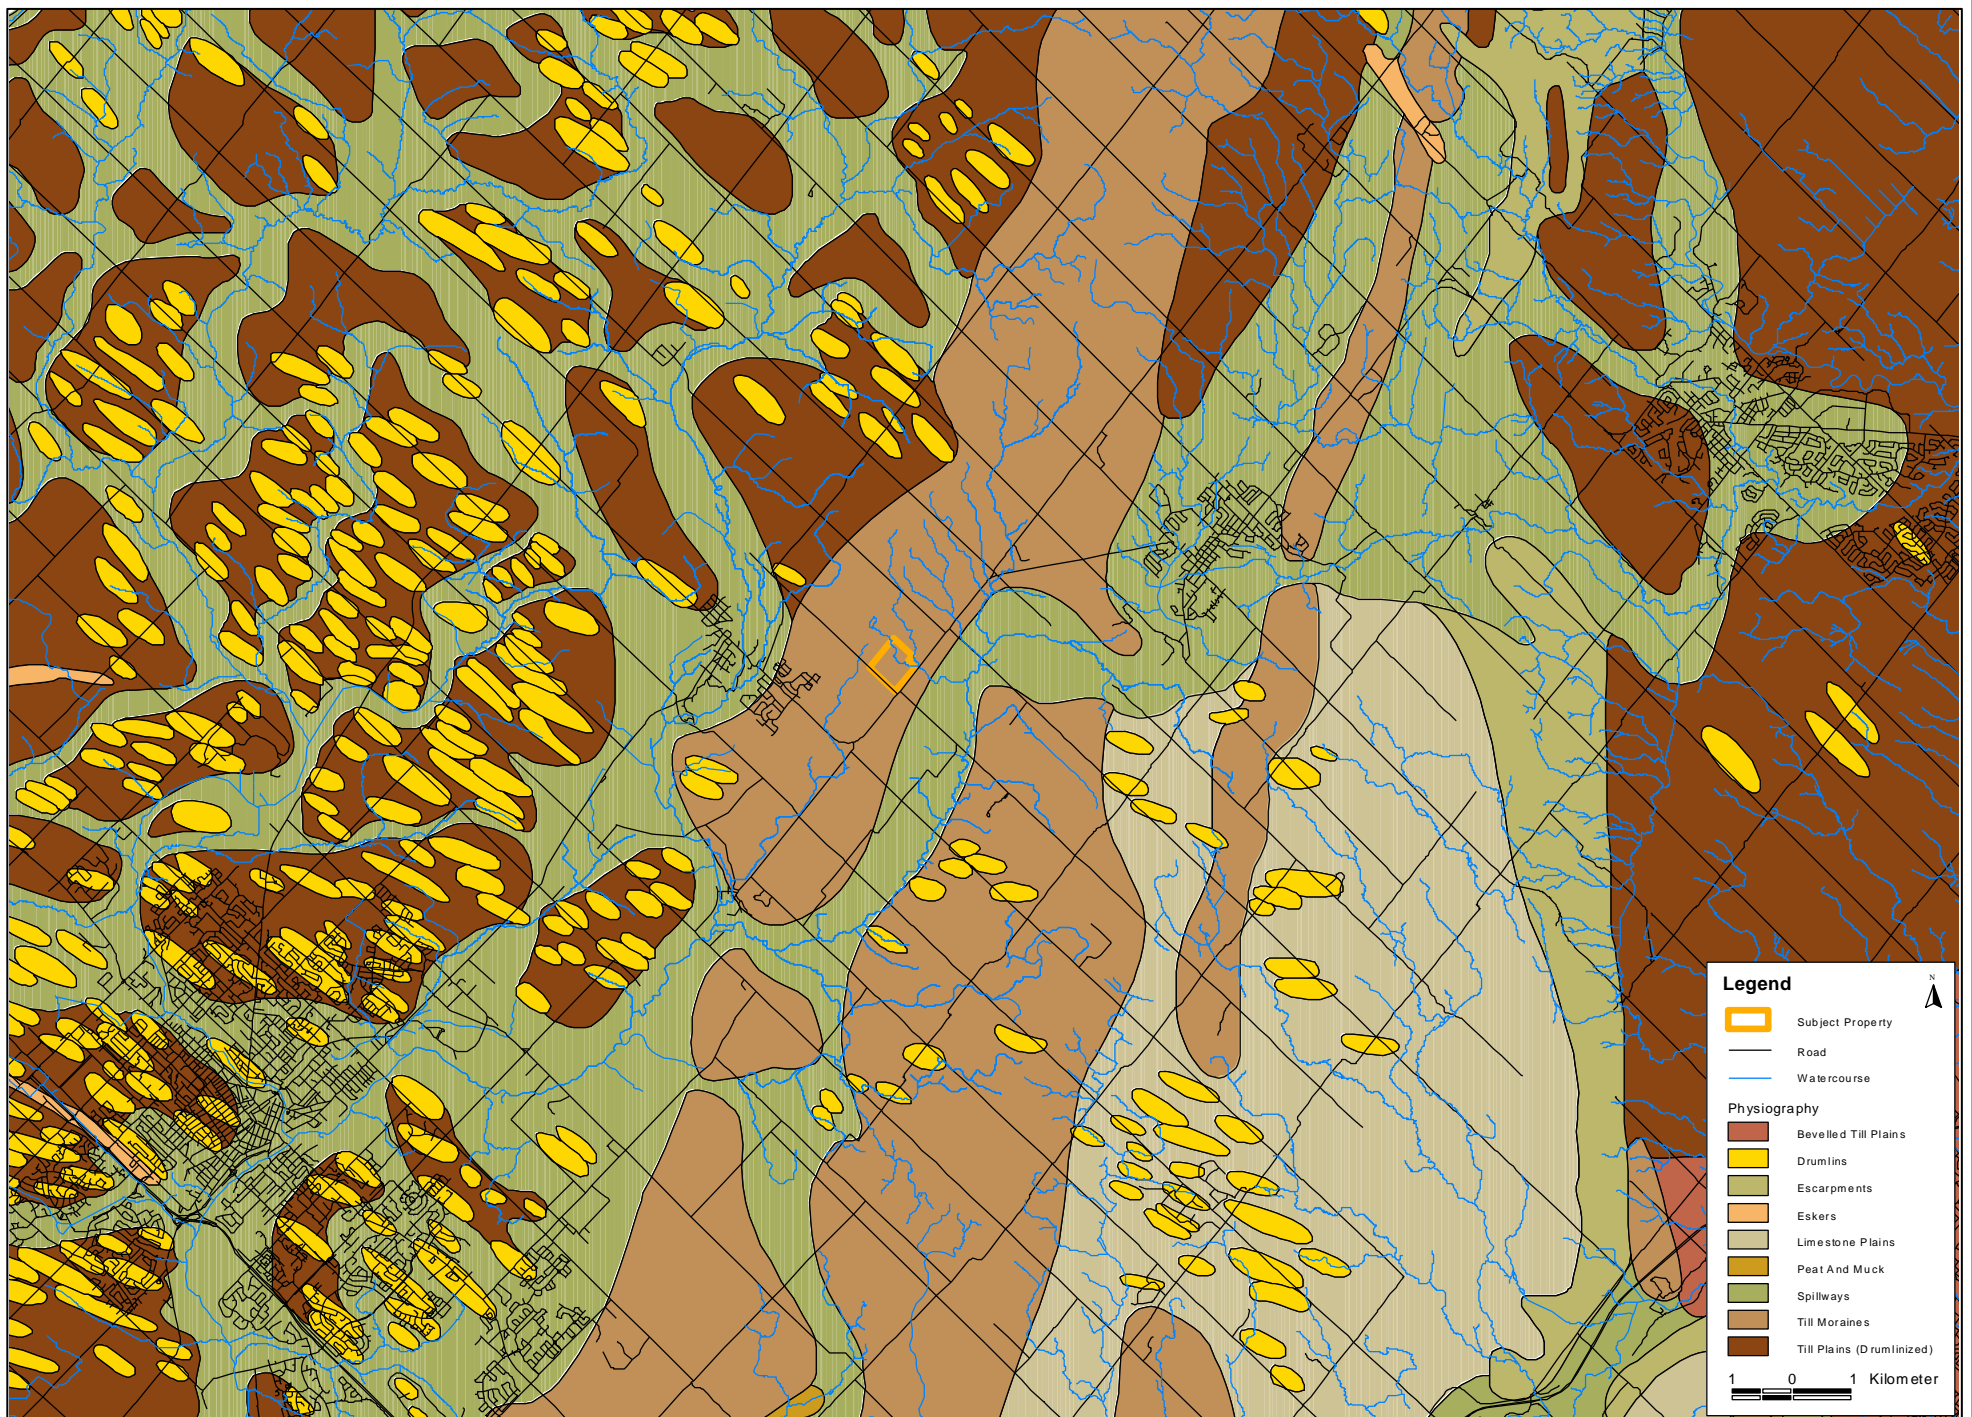 Legend
N
Subject Property
Road
Watercourse
Physiography
Bevelled Till Plains
Drumlins
Escarpments
Eskers
Limestone Plains
Peat And Muck
Spillways
Till Moraines
Till Plains (Drumlinized)
1 0 1 Kilometer